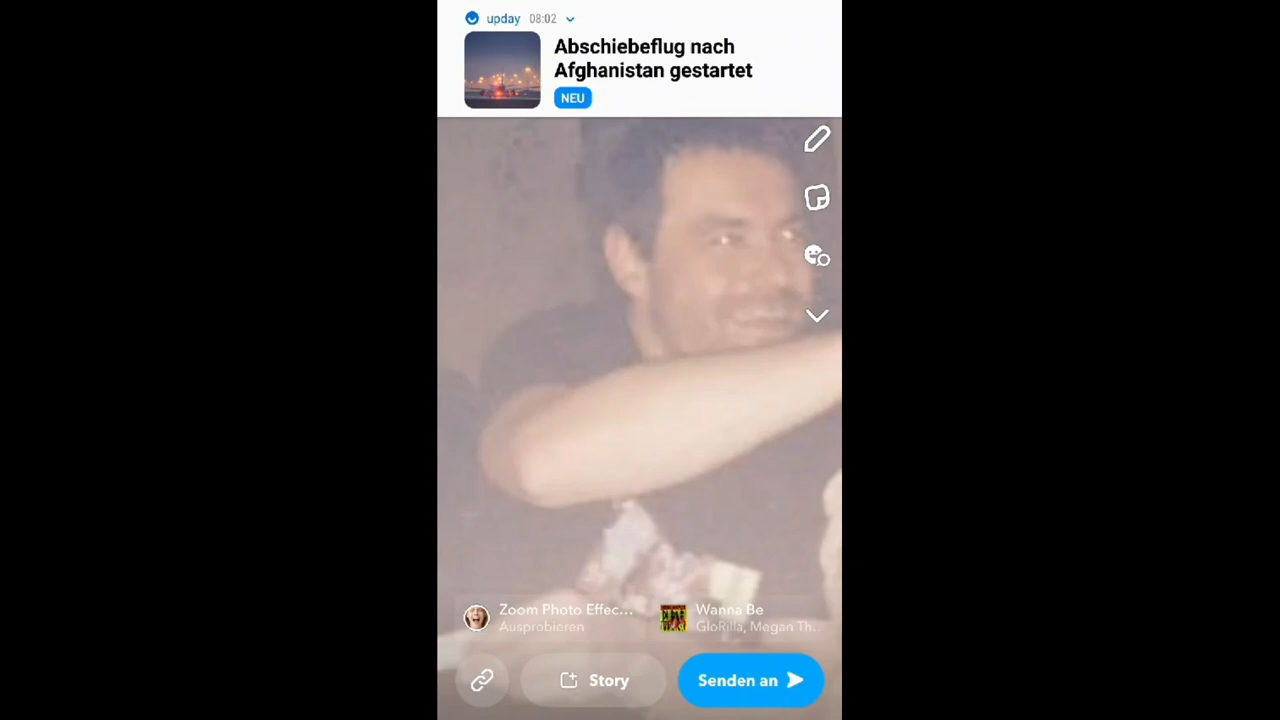 upday 08:02
Abschiebeflug nach
Afghanistan gestartet
NEU
Zoom Photo Effec...
Ausprobieren
Wanna Be
GloRilla, Megan Th..
Story
Senden an